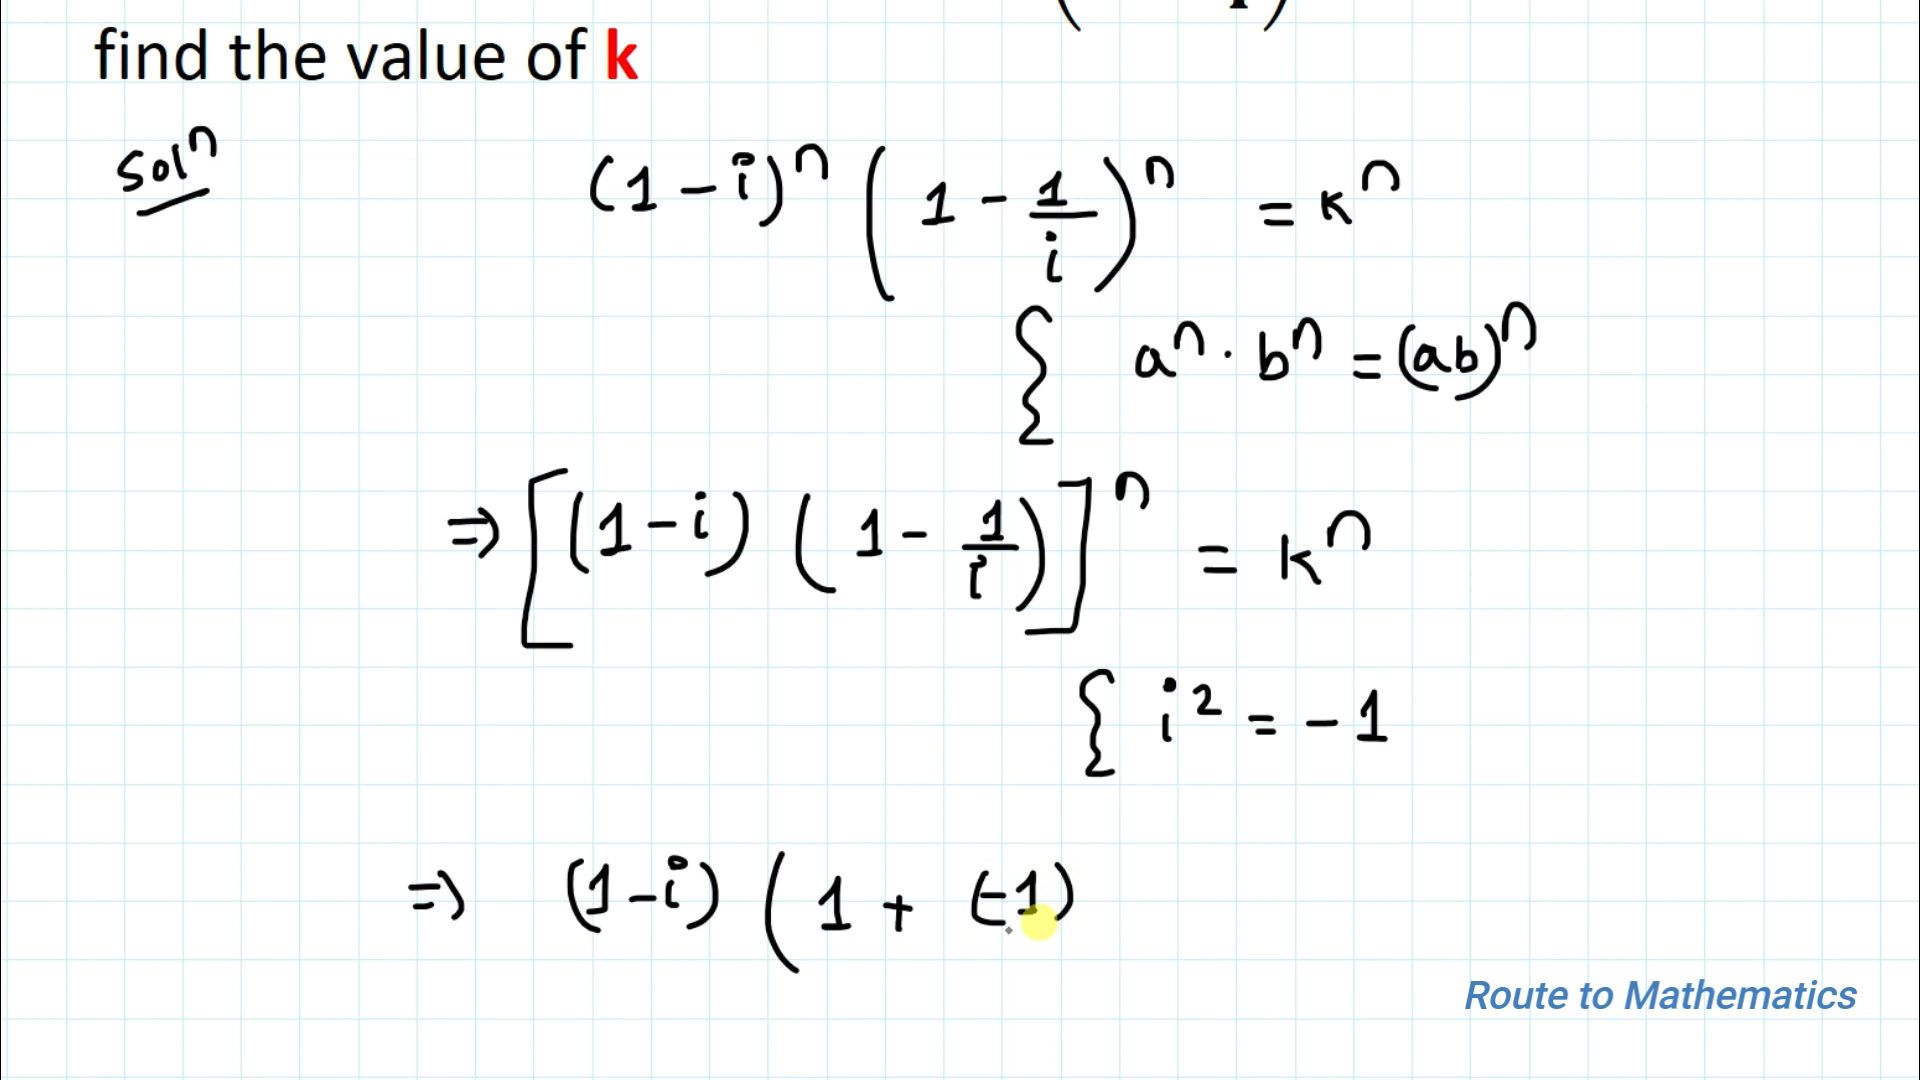 find the value of k
Solⁿ (1-i)ⁿ (1 - 1/i)ⁿ = kⁿ
{ aⁿ · bⁿ = (ab)ⁿ
⇒ [(1-i) (1 - 1/i)]ⁿ = kⁿ
{ i² = -1
⇒ (1-i) (1 + (-1)
Route to Mathematics